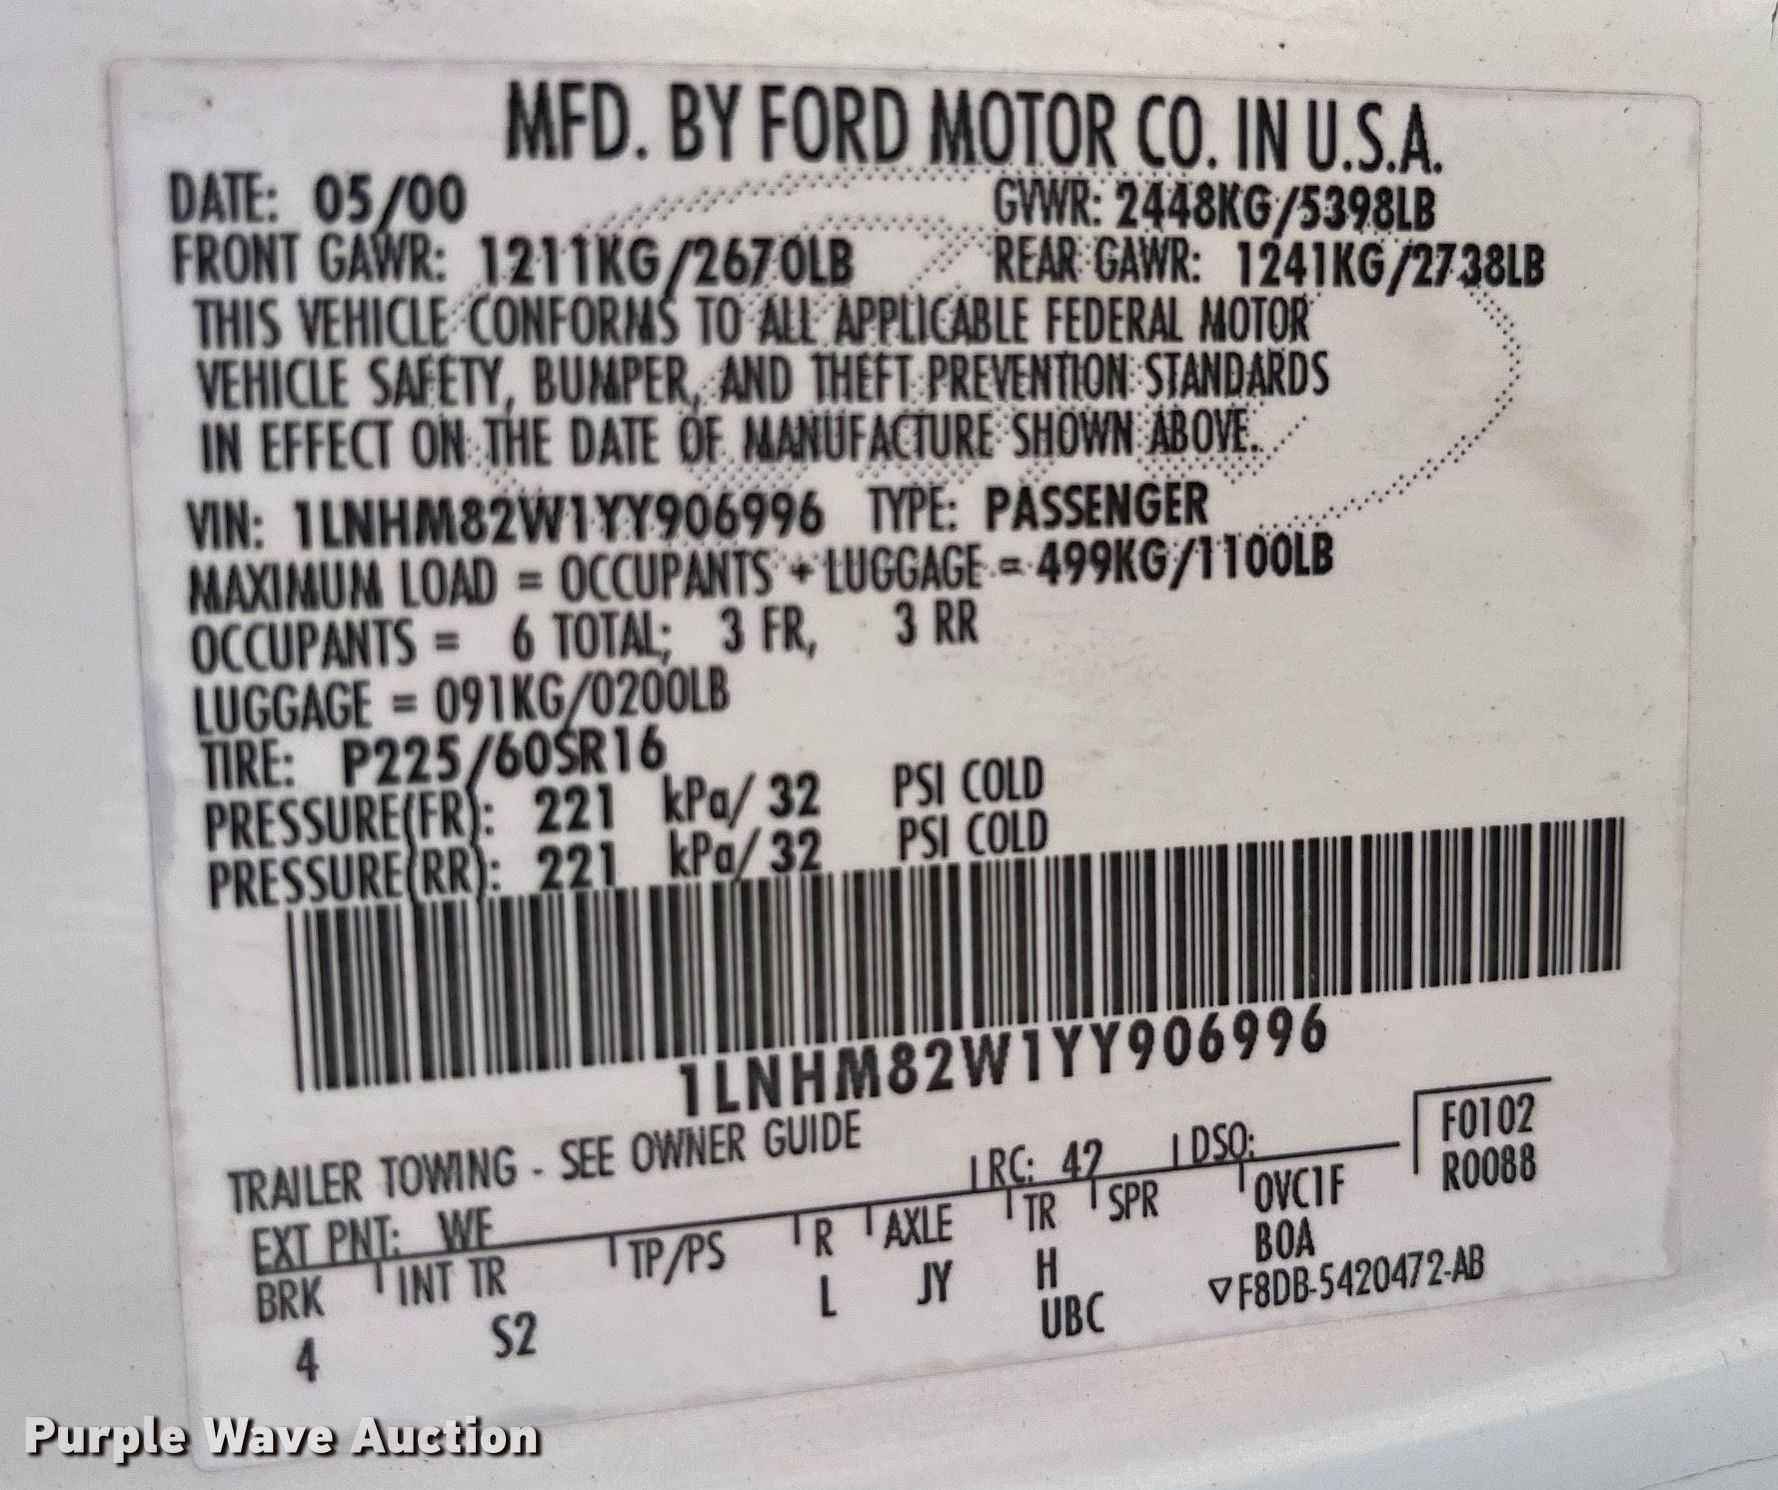 MFD. BY FORD MOTOR CO. IN U.S.A.
DATE: 05/00 GVWR: 2448KG/5398LB
FRONT GAWR: 1211KG/2670LB REAR GAWR: 1241KG/2738LB
THIS VEHICLE CONFORMS TO ALL APPLICABLE FEDERAL MOTOR
VEHICLE SAFETY, BUMPER, AND THEFT PREVENTION STANDARDS
IN EFFECT ON THE DATE OF MANUFACTURE SHOWN ABOVE.
VIN: 1LNHM82W1YY906996 TYPE: PASSENGER
MAXIMUM LOAD = OCCUPANTS + LUGGAGE = 499KG/1100LB
OCCUPANTS = 6 TOTAL; 3 FR, 3 RR
LUGGAGE = 091KG/0200LB
TIRE: P225/60SR16
PRESSURE(FR): 221 kPa/ 32 PSI COLD
PRESSURE(RR): 221 kPa/ 32 PSI COLD
1LNHM82W1YY906996
TRAILER TOWING - SEE OWNER GUIDE
F0102
EXT PNT: WF RC: 42 DSO: R0088
BRK INT TR TP/PS R AXLE TR SPR OVC1F
4 S2 L JY H BOA
UBC ▽F8DB-5420472-AB
Purple Wave Auction